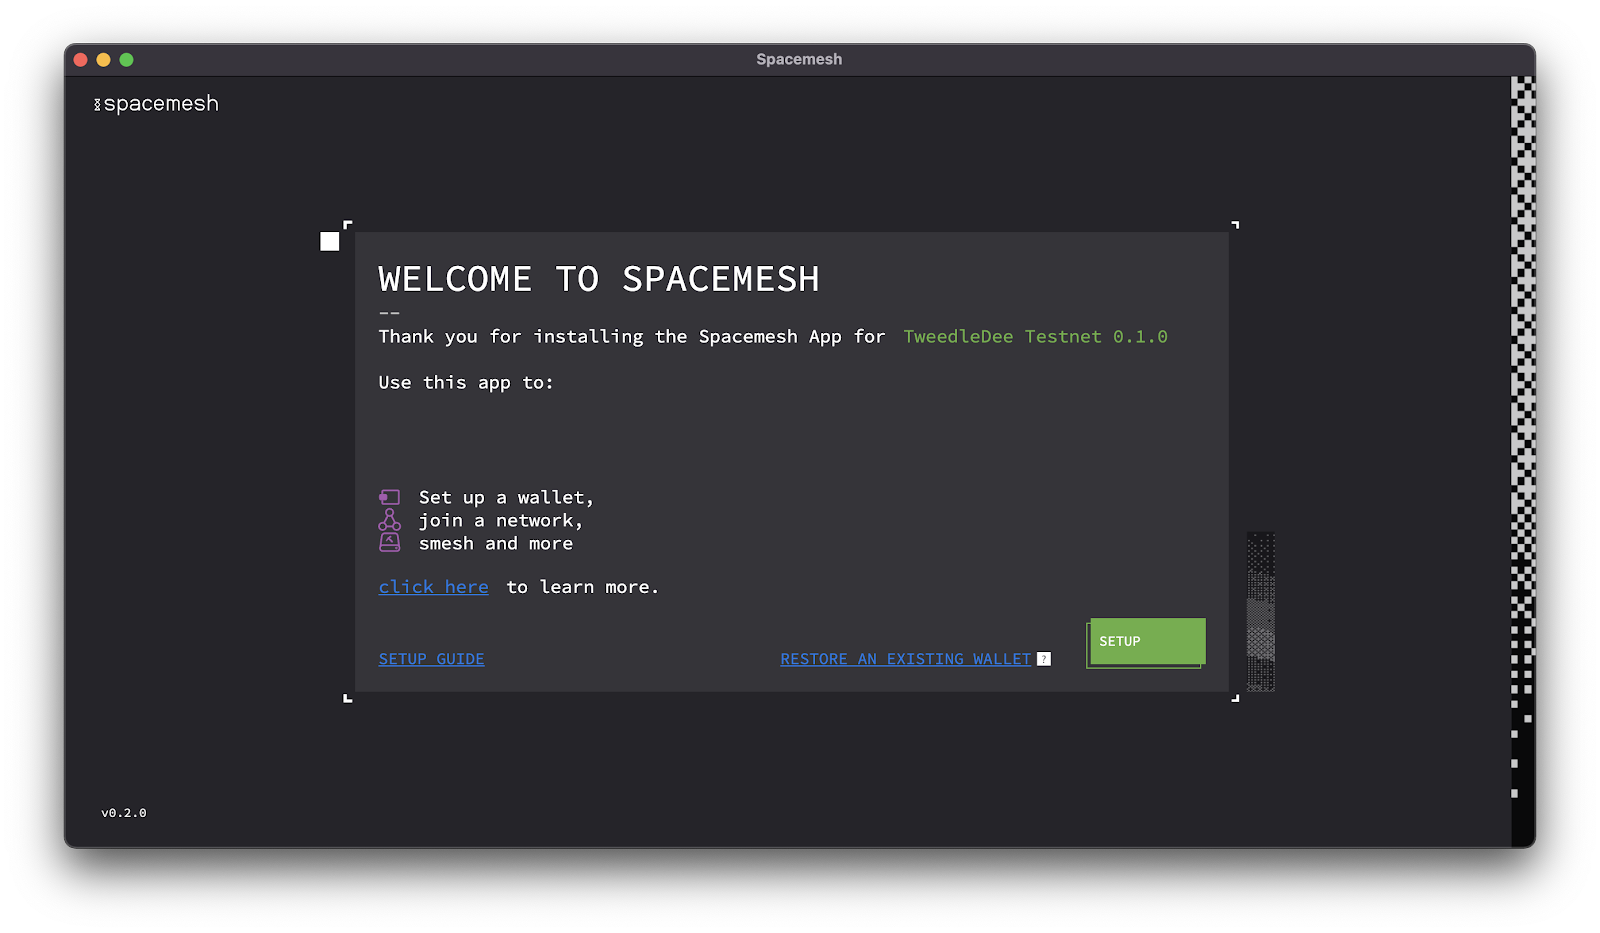 Spacemesh
spacemesh
WELCOME TO SPACEMESH
--
Thank you for installing the Spacemesh App for TweedleDee Testnet 0.1.0
Use this app to:
Set up a wallet,
join a network,
smesh and more
click here to learn more.
SETUP GUIDE
RESTORE AN EXISTING WALLET ?
SETUP
v0.2.0